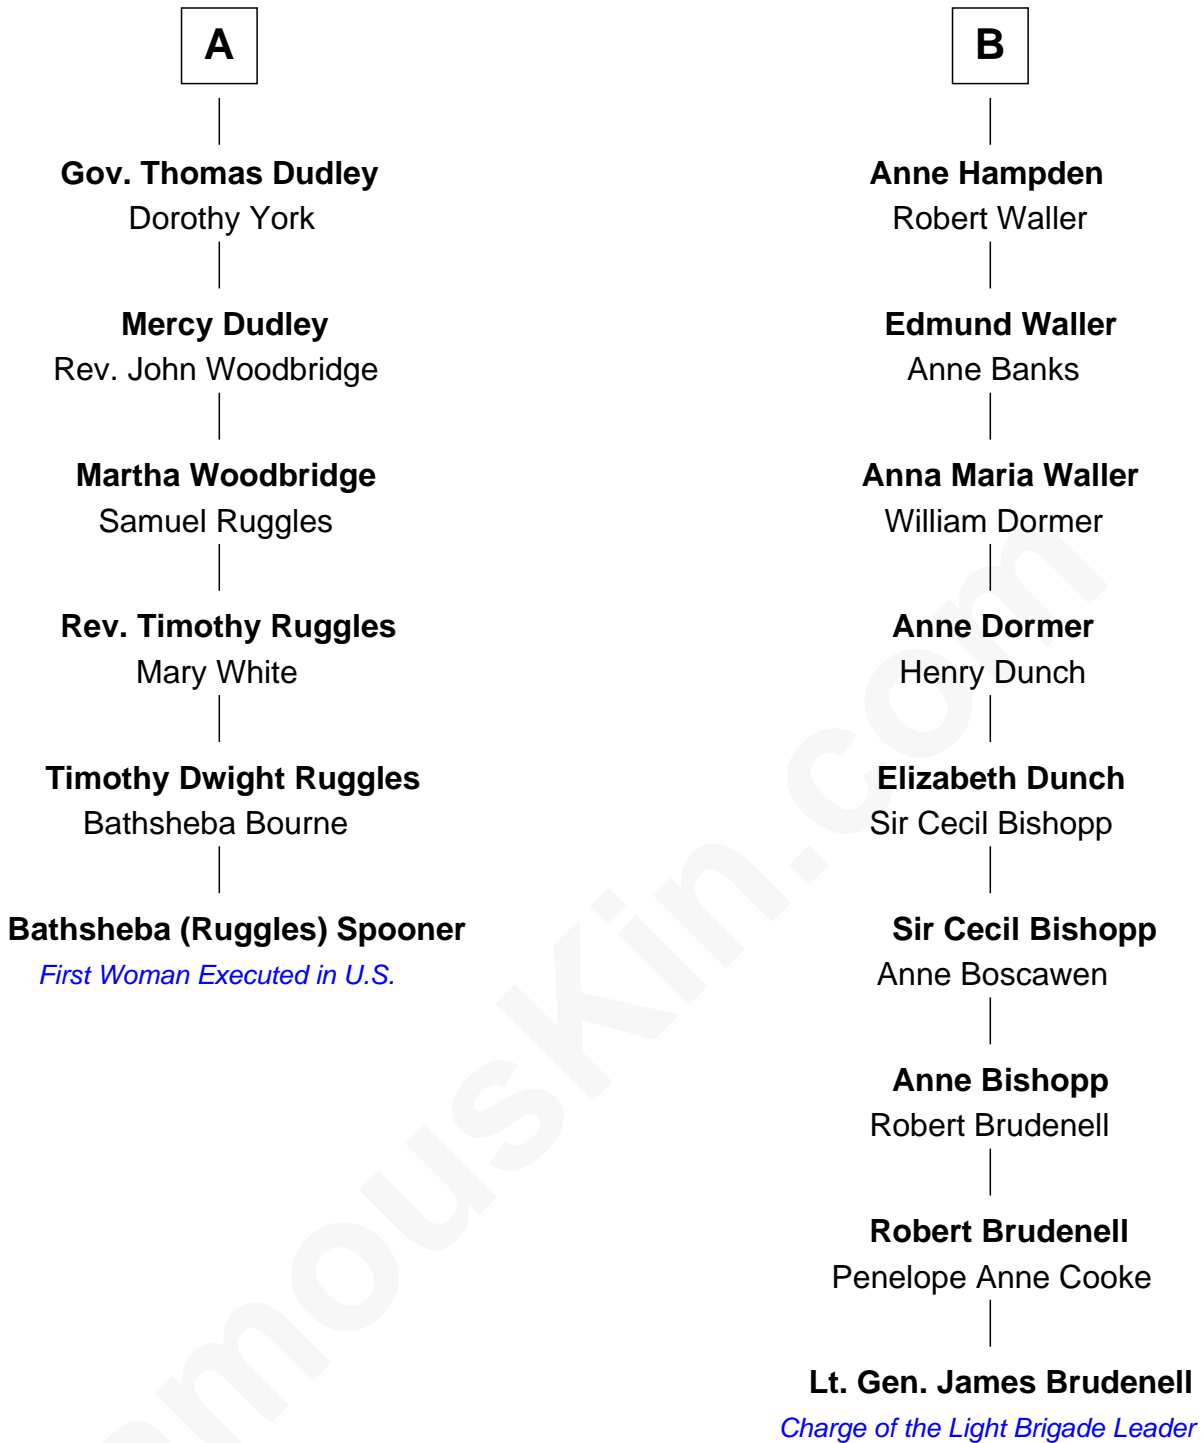 A
Gov. Thomas Dudley
Dorothy York
Mercy Dudley
Rev. John Woodbridge
Martha Woodbridge
Samuel Ruggles
Rev. Timothy Ruggles
Mary White
Timothy Dwight Ruggles
Bathsheba Bourne
Bathsheba (Ruggles) Spooner
First Woman Executed in U.S.
B
Anne Hampden
Robert Waller
Edmund Waller
Anne Banks
Anna Maria Waller
William Dormer
Anne Dormer
Henry Dunch
Elizabeth Dunch
Sir Cecil Bishopp
Sir Cecil Bishopp
Anne Boscawen
Anne Bishopp
Robert Brudenell
Robert Brudenell
Penelope Anne Cooke
Lt. Gen. James Brudenell
Charge of the Light Brigade Leader
amouskin.com